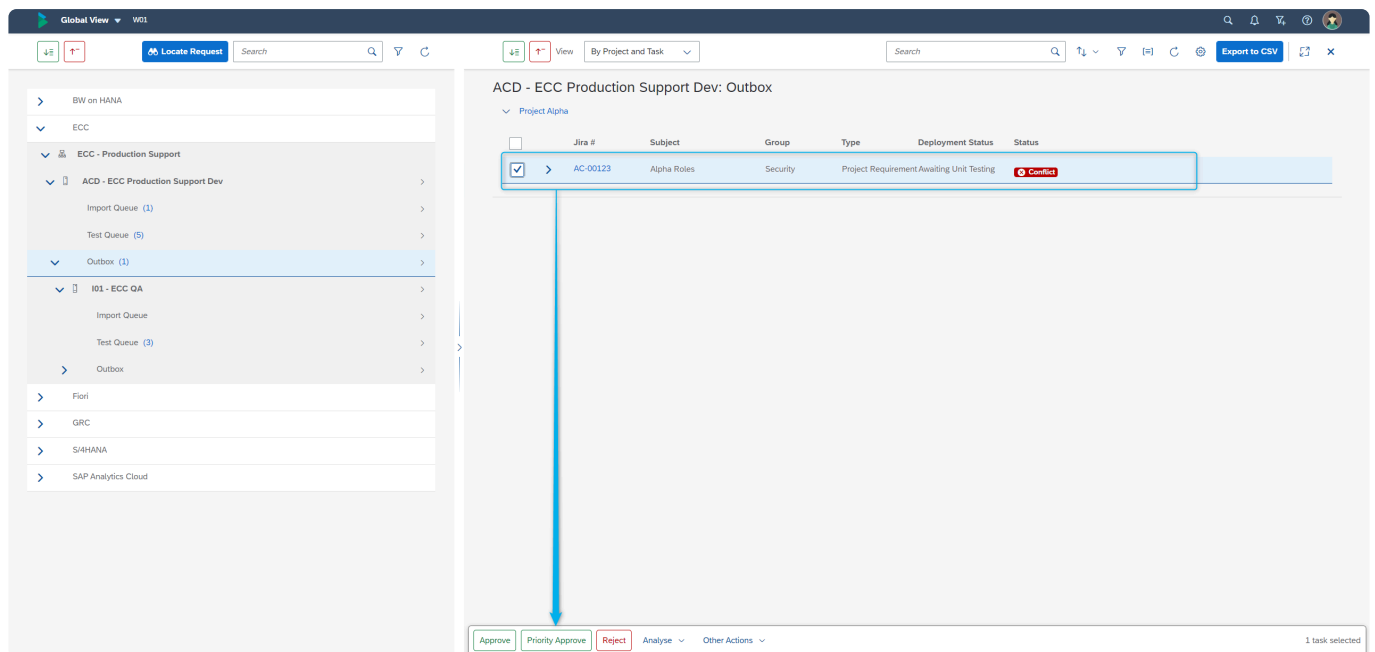 Global View W01
Locate Request Search
BW on HANA
ECC
ECC - Production Support
ACD - ECC Production Support Dev
Import Queue (1)
Test Queue (5)
Outbox (1)
I01 - ECC QA
Import Queue
Test Queue (3)
Outbox
Fiori
GRC
S/4HANA
SAP Analytics Cloud
View By Project and Task Search Export to CSV
ACD - ECC Production Support Dev: Outbox
Project Alpha
Jira # Subject Group Type Deployment Status Status
AC-00123 Alpha Roles Security Project Requirement Awaiting Unit Testing Conflict
Approve Priority Approve Reject Analyse Other Actions 1 task selected